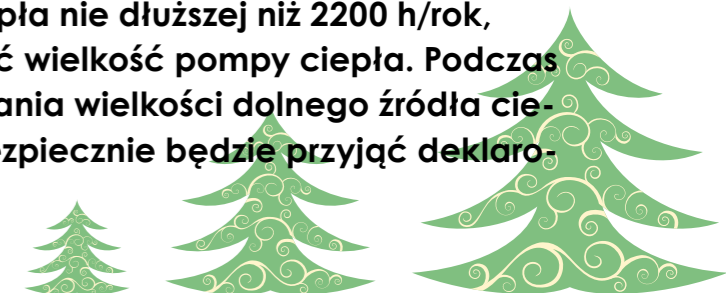 pła nie dłuższej niż 2200 h/rok,
ć wielkość pompy ciepła. Podczas
ania wielkości dolnego źródła cie-
ezpiecznie będzie przyjąć deklaro-